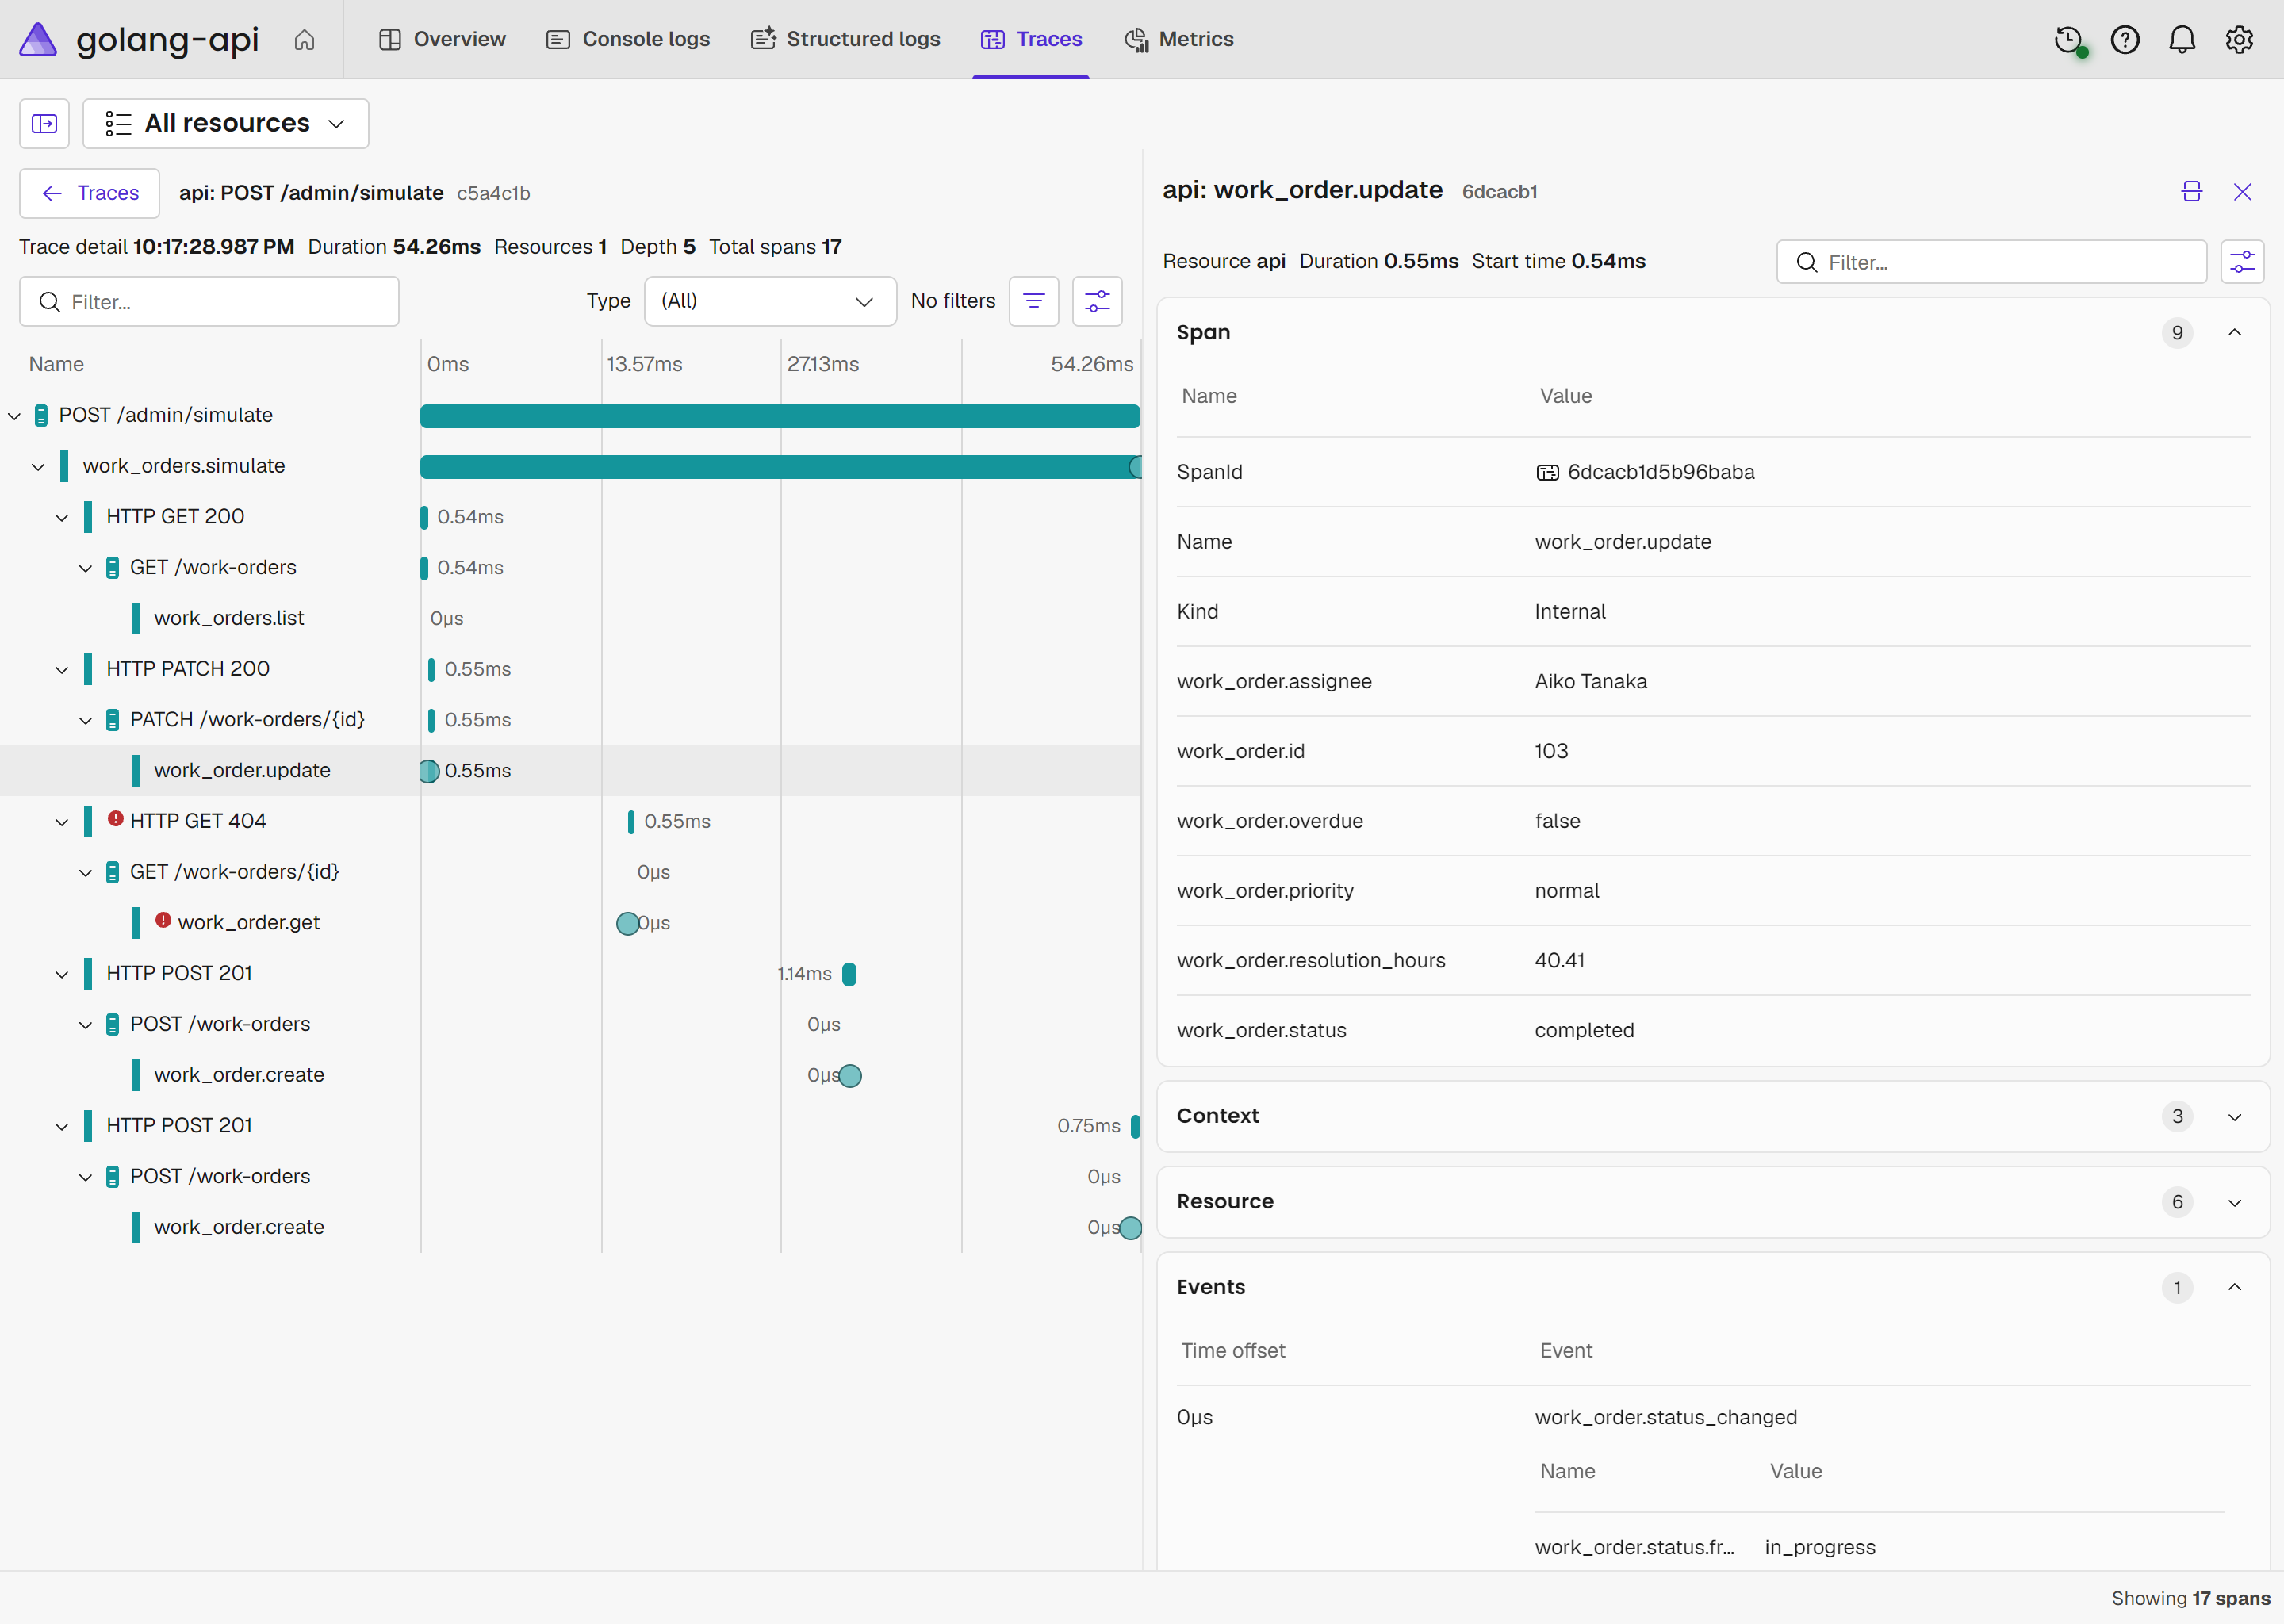 golang-api
Overview
Console logs
Structured logs
Traces
Metrics
All resources
Traces
api: POST /admin/simulate c5a4c1b
Trace detail 10:17:28.987 PM Duration 54.26ms Resources 1 Depth 5 Total spans 17
Filter...
Type
(All)
No filters
Name
0ms
13.57ms
27.13ms
54.26ms
POST /admin/simulate
work_orders.simulate
HTTP GET 200
0.54ms
GET /work-orders
0.54ms
work_orders.list
0µs
HTTP PATCH 200
0.55ms
PATCH /work-orders/{id}
0.55ms
work_order.update
0.55ms
HTTP GET 404
0.55ms
GET /work-orders/{id}
0µs
work_order.get
0µs
HTTP POST 201
1.14ms
POST /work-orders
0µs
work_order.create
0µs
HTTP POST 201
0.75ms
POST /work-orders
0µs
work_order.create
0µs
api: work_order.update 6dcacb1
Resource api Duration 0.55ms Start time 0.54ms
Filter...
Span
9
Name
Value
SpanId
6dcacb1d5b96baba
Name
work_order.update
Kind
Internal
work_order.assignee
Aiko Tanaka
work_order.id
103
work_order.overdue
false
work_order.priority
normal
work_order.resolution_hours
40.41
work_order.status
completed
Context
3
Resource
6
Events
1
Time offset
Event
0µs
work_order.status_changed
Name
Value
work_order.status.fr...
in_progress
Showing 17 spans